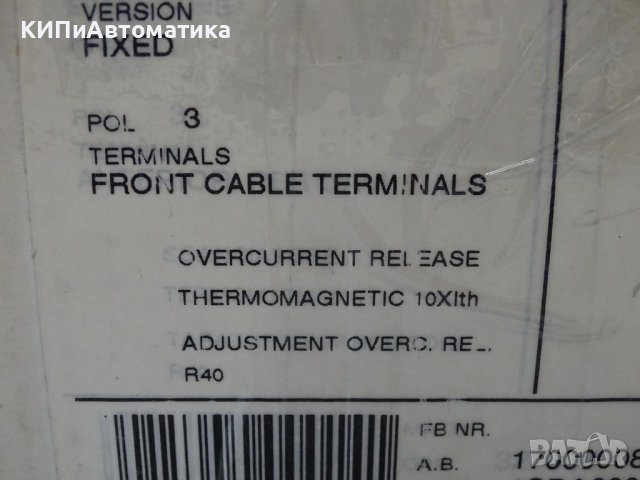 VERSION
КИПиАвтоматика
FIXED
POL 3
TERMINALS
FRONT CABLE TERMINALS
OVERCURRENT RELEASE
THERMOMAGNETIC 10XIth
ADJUSTMENT OVERC. REL.
R40
FB NR.
A.B.
BAZAR